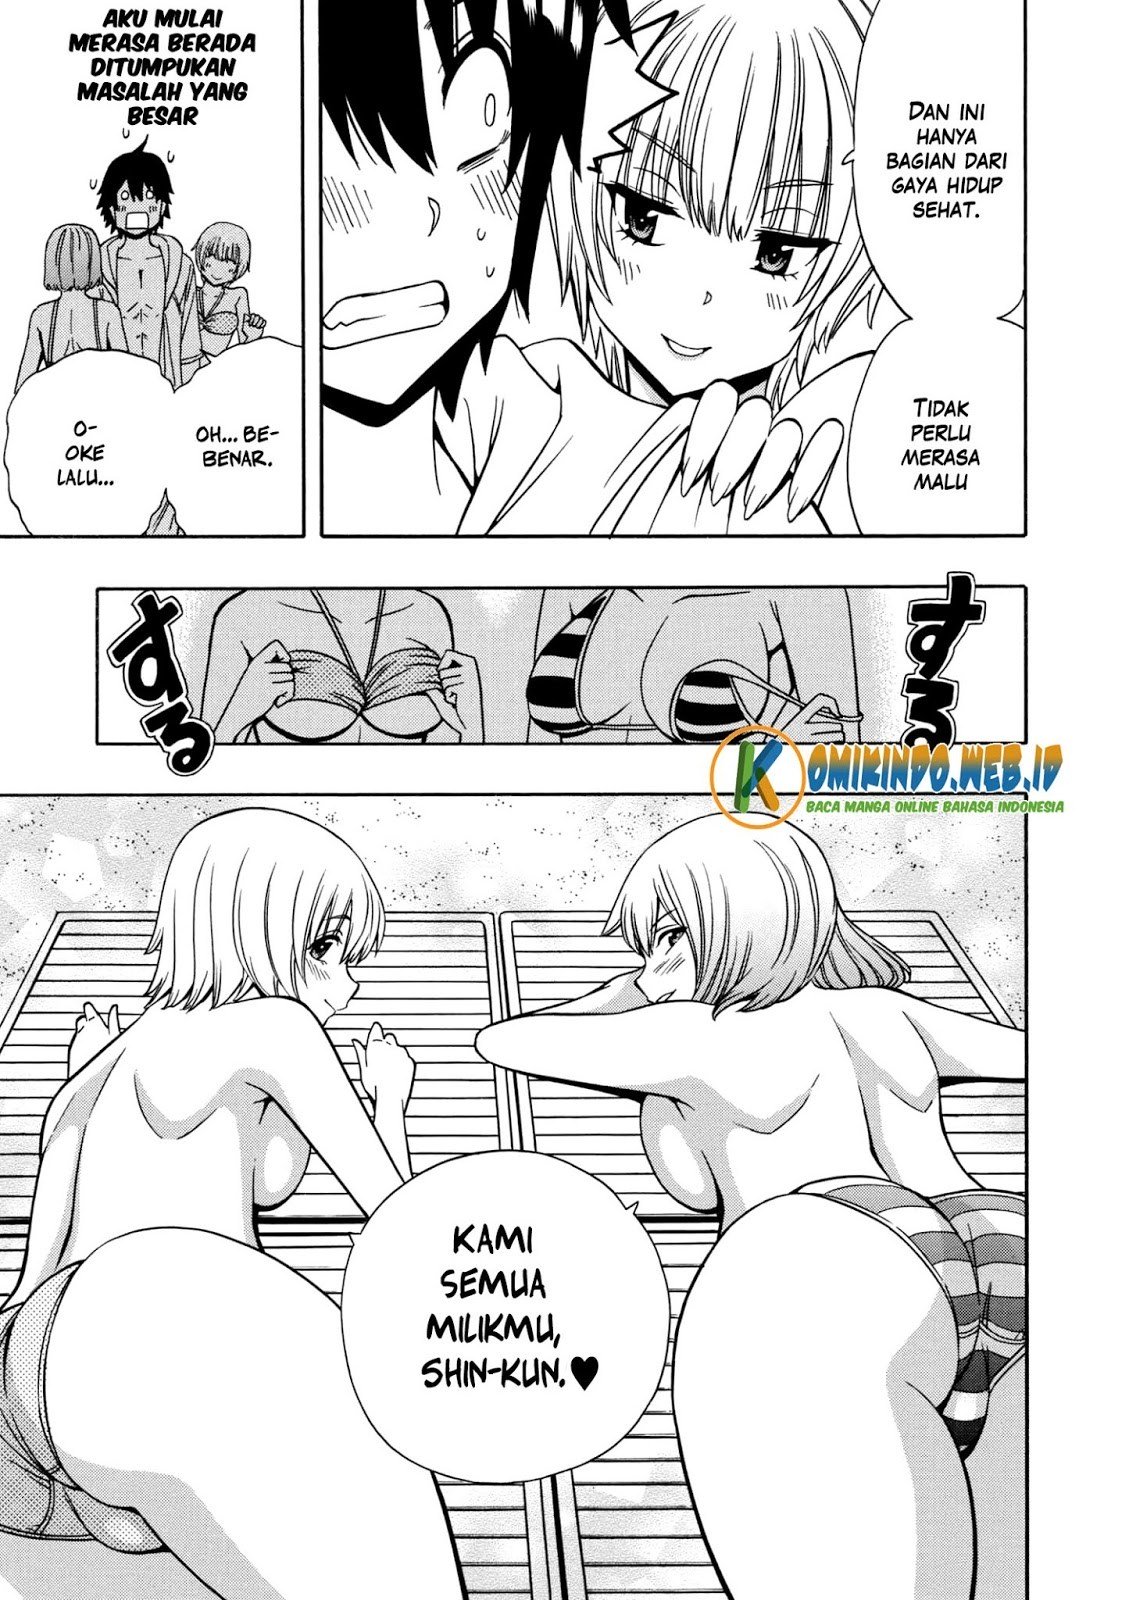 DAN INI
HANYA
BAGIAN DARI
GAYA HIDUP
SEHAT.
TIDAK
PERLU
MERASA
MALU
AKU MULAI
MERASA BERADA
DITUMPUKAN
MASALAH YANG
BESAR
OH... BE-
BENAR.
O-
OKE
LALU...
する
する
KOMIKINDO.WEB.ID
BACA MANGA ONLINE BAHASA INDONESIA
KAMI
SEMUA
MILIKMU,
SHIN-KUN.♥